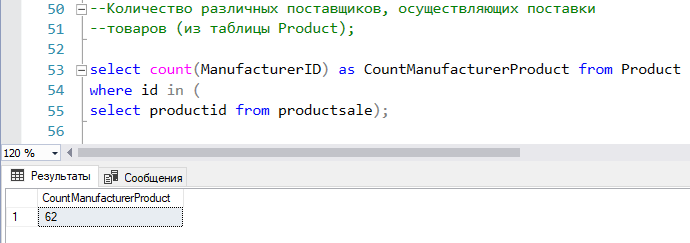 50 --Количество различных поставщиков, осуществляющих поставки
51 --товаров (из таблицы Product);
52
53 select count(ManufacturerID) as CountManufacturerProduct from Product
54 where id in (
55 select productid from productsale);
56
120 %
Результаты Сообщения
CountManufacturerProduct
1 62